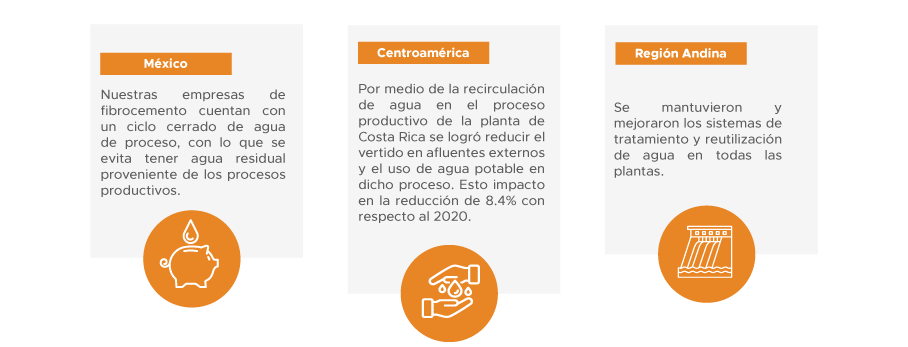 México
Nuestras empresas de
fibrocemento cuentan con
un ciclo cerrado de agua
de proceso, con lo que se
evita tener agua residual
proveniente de los procesos
productivos.
Centroamérica
Por medio de la recirculación
de agua en el proceso
productivo de la planta de
Costa Rica se logró reducir el
vertido en afluentes externos
y el uso de agua potable en
dicho proceso. Esto impacto
en la reducción de 8.4% con
respecto al 2020.
Región Andina
Se mantuvieron y
mejoraron los sistemas de
tratamiento y reutilización
de agua en todas las
plantas.